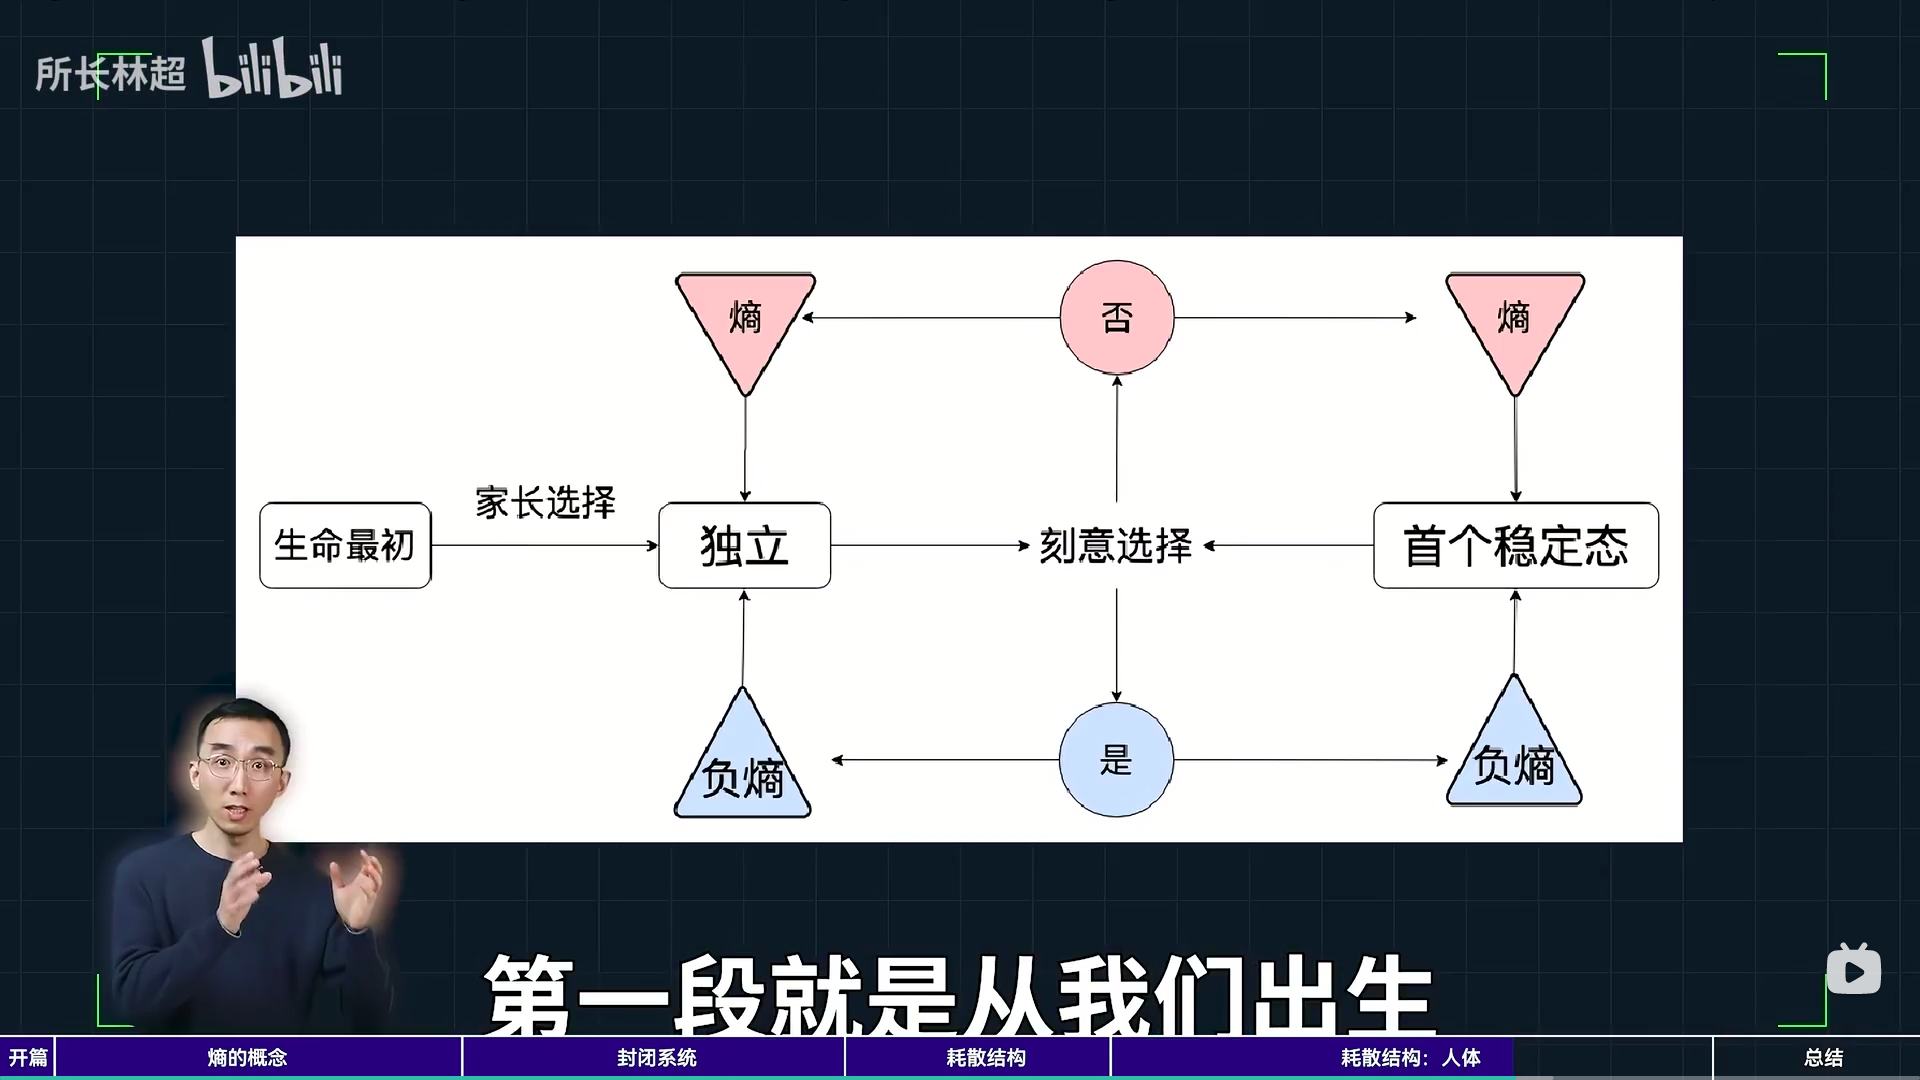 所长林超 bilibili
熵
否
熵
家长选择
生命最初
独立
刻意选择
首个稳定态
负熵
是
负熵
第一段就是从我们出生
开篇
熵的概念
封闭系统
耗散结构
耗散结构：人体
总结